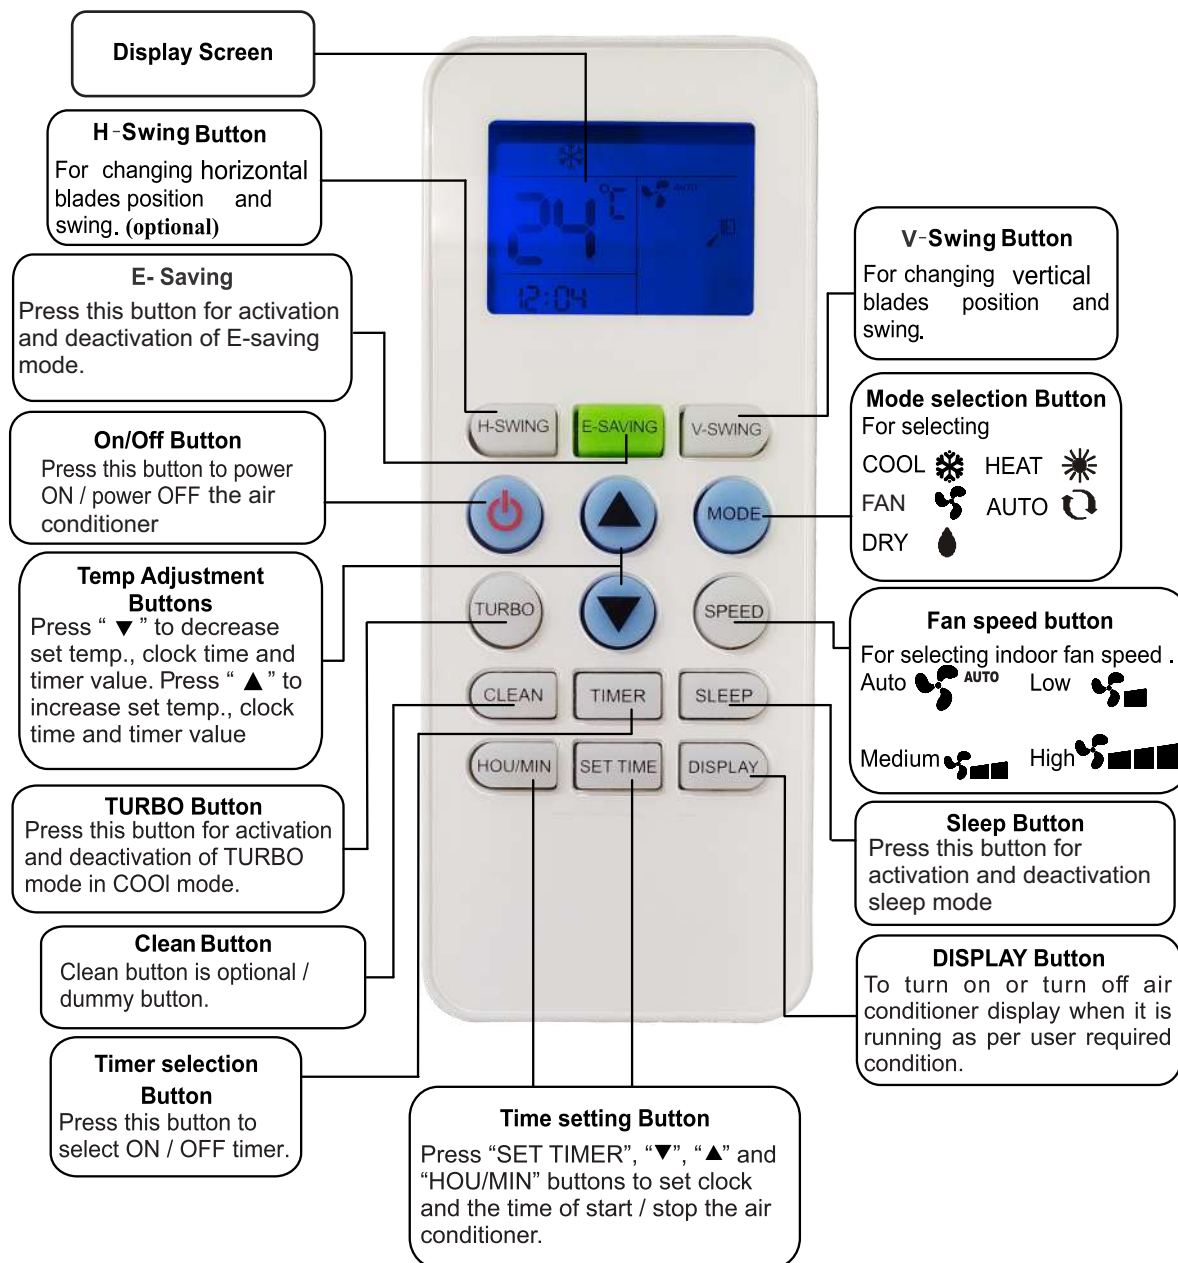 Display Screen
H-Swing Button
For changing horizontal
blades position and
swing. (optional)
E- Saving
Press this button for activation
and deactivation of E-saving
mode.
On/Off Button
Press this button to power
ON / power OFF the air
conditioner
Temp Adjustment
Buttons
Press “ ▼ ” to decrease
set temp., clock time and
timer value. Press “ ▲ ” to
increase set temp., clock
time and timer value
TURBO Button
Press this button for activation
and deactivation of TURBO
mode in COOl mode.
Clean Button
Clean button is optional /
dummy button.
Timer selection
Button
Press this button to
select ON / OFF timer.
24 °C
AUTO
12:04
H-SWING E-SAVING V-SWING
MODE
TURBO SPEED
CLEAN TIMER SLEEP
HOU/MIN SET TIME DISPLAY
Time setting Button
Press “SET TIMER”, “▼”, “▲” and
“HOU/MIN” buttons to set clock
and the time of start / stop the air
conditioner.
V-Swing Button
For changing vertical
blades position and
swing.
Mode selection Button
For selecting
COOL HEAT
FAN AUTO
DRY
Fan speed button
For selecting indoor fan speed .
Auto AUTO Low
Medium High
Sleep Button
Press this button for
activation and deactivation
sleep mode
DISPLAY Button
To turn on or turn off air
conditioner display when it is
running as per user required
condition.